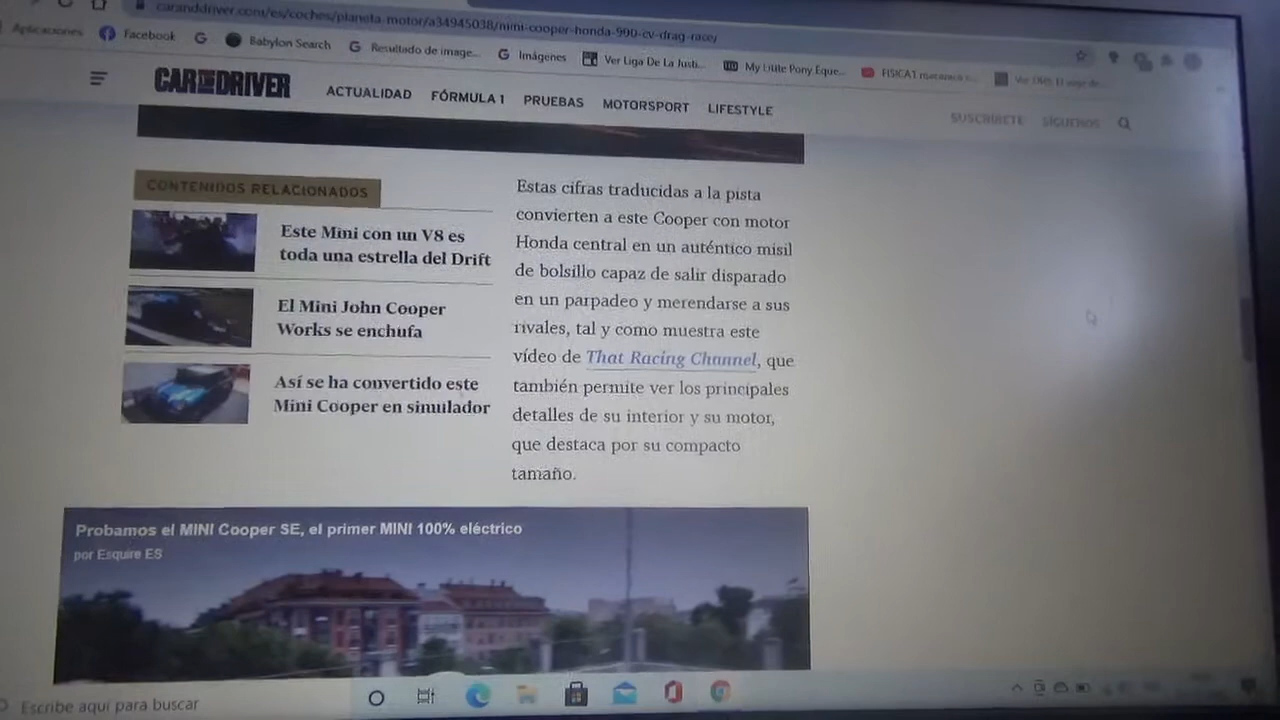 caranddriver.com/es/coches/planeta-motor/a34945038/mini-cooper-honda-900-cv-drag-race/
Aplicaciones Facebook Babylon Search Resultado de image... Imágenes Ver Liga De La Justi... My Little Pony Eque...
CAR AND DRIVER ACTUALIDAD FÓRMULA 1 PRUEBAS MOTORSPORT LIFESTYLE SUSCRÍBETE SÍGUENOS
CONTENIDOS RELACIONADOS
Este Mini con un V8 es
toda una estrella del Drift
El Mini John Cooper
Works se enchufa
Así se ha convertido este
Mini Cooper en simulador
Estas cifras traducidas a la pista
convierten a este Cooper con motor
Honda central en un auténtico misil
de bolsillo capaz de salir disparado
en un parpadeo y merendarse a sus
rivales, tal y como muestra este
vídeo de That Racing Channel, que
también permite ver los principales
detalles de su interior y su motor,
que destaca por su compacto
tamaño.
Probamos el MINI Cooper SE, el primer MINI 100% eléctrico
por Esquire ES
Escribe aquí para buscar